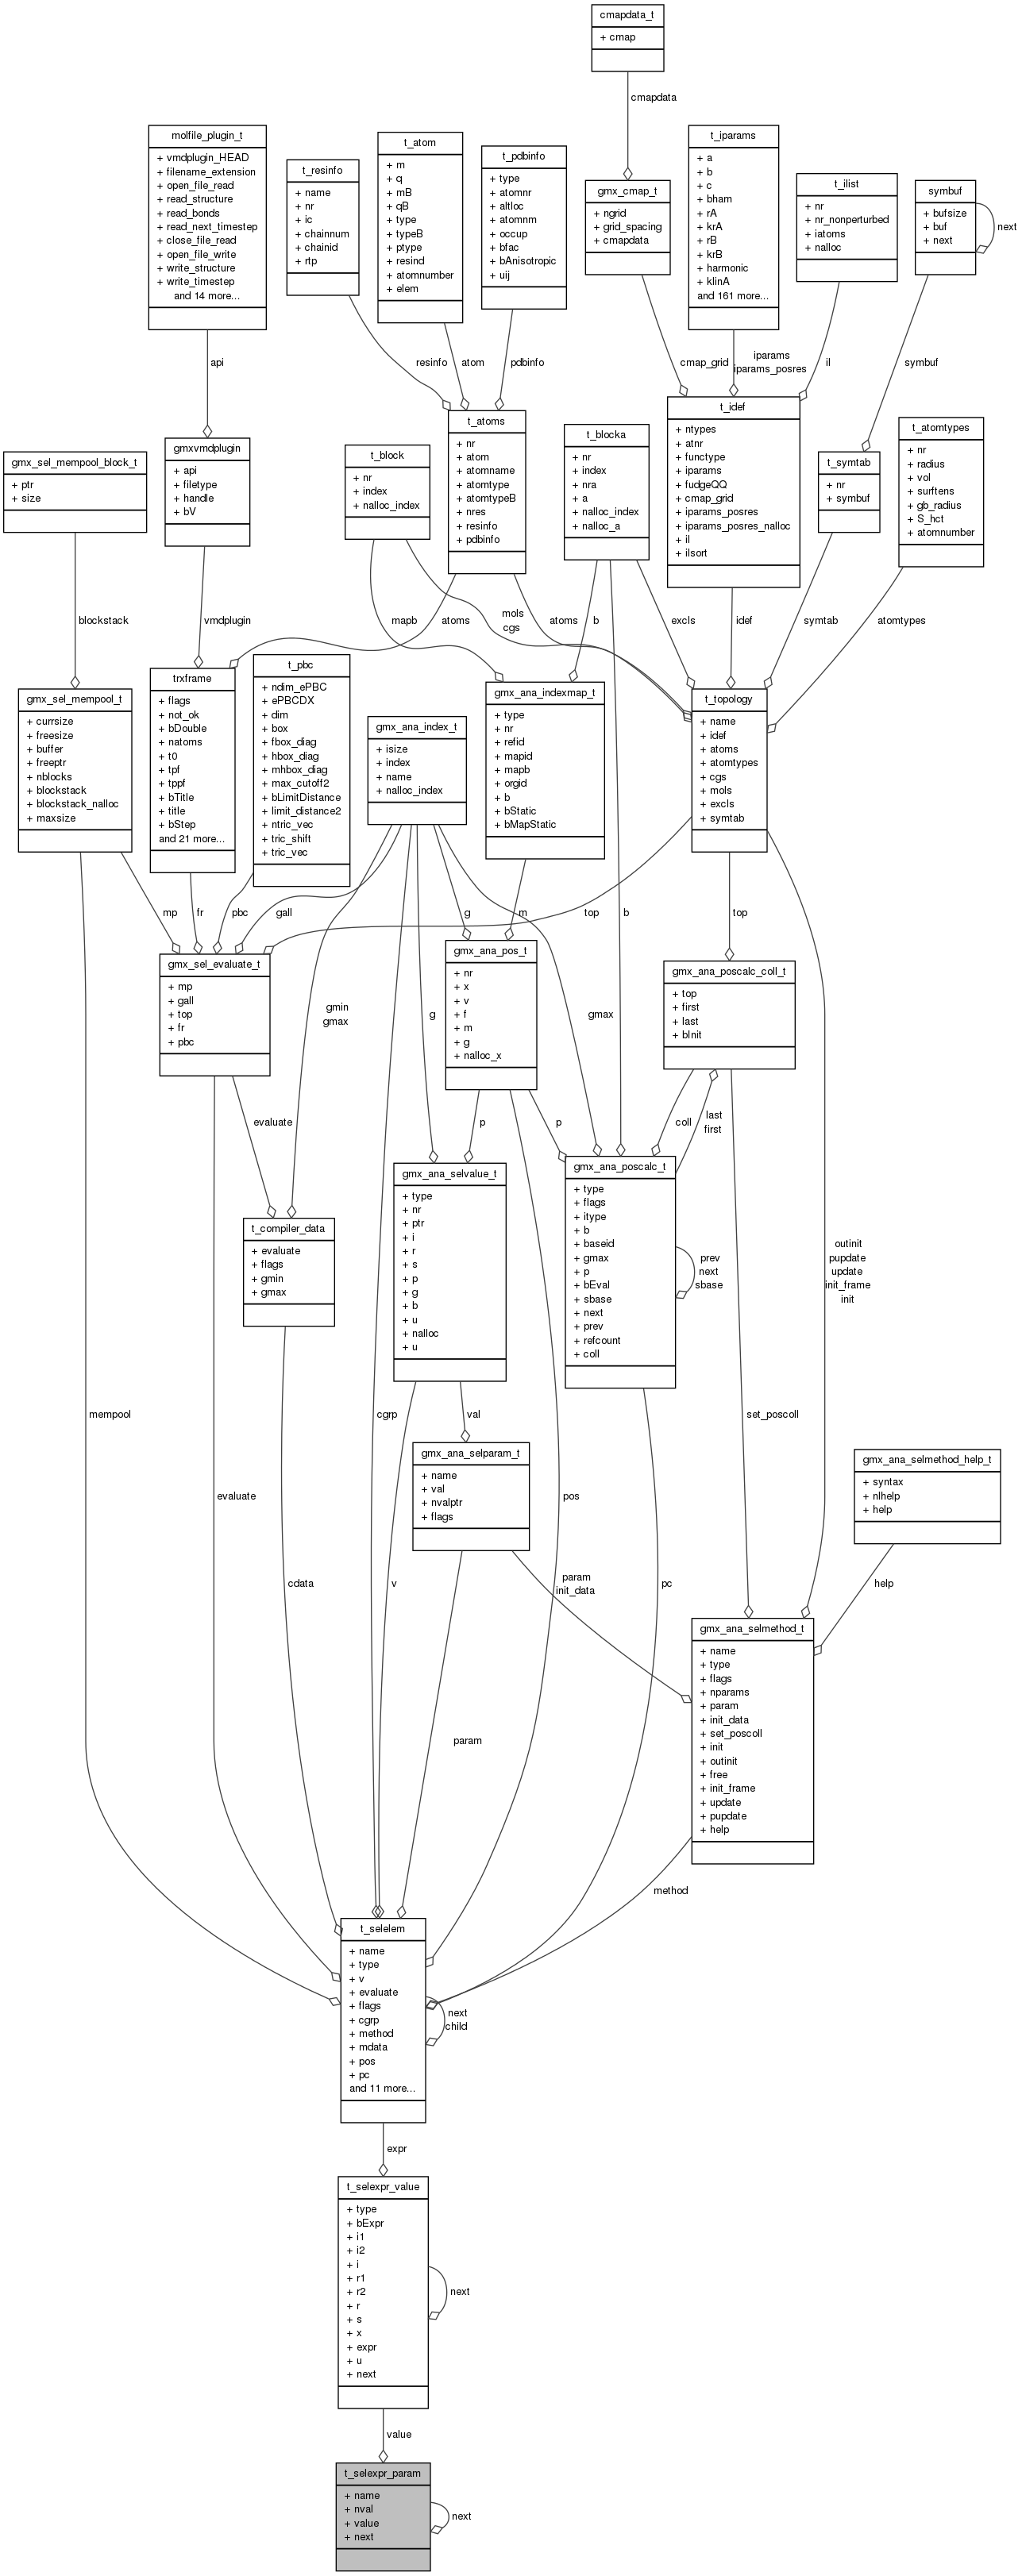 cmapdata_t
+ cmap
cmapdata
molfile_plugin_t
+ vmdplugin_HEAD
+ filename_extension
+ open_file_read
+ read_structure
+ read_bonds
+ read_next_timestep
+ close_file_read
+ open_file_write
+ write_structure
+ write_timestep
and 14 more...
t_resinfo
+ name
+ nr
+ ic
+ chainnum
+ chainid
+ rtp
t_atom
+ m
+ q
+ mB
+ qB
+ type
+ typeB
+ ptype
+ resind
+ atomnumber
+ elem
t_pdbinfo
+ type
+ atomnr
+ altloc
+ atomnm
+ occup
+ bfac
+ bAnisotropic
+ uij
gmx_cmap_t
+ ngrid
+ grid_spacing
+ cmapdata
t_iparams
+ a
+ b
+ c
+ bham
+ rA
+ krA
+ rB
+ krB
+ harmonic
+ klinA
and 161 more...
t_ilist
+ nr
+ nr_nonperturbed
+ iatoms
+ nalloc
symbuf
+ bufsize
+ buf
+ next
next
api
resinfo
atom
pdbinfo
cmap_grid
iparams
iparams_posres
il
symbuf
gmx_sel_mempool_block_t
+ ptr
+ size
gmxvmdplugin
+ api
+ filetype
+ handle
+ bV
t_block
+ nr
+ index
+ nalloc_index
t_atoms
+ nr
+ atom
+ atomname
+ atomtype
+ atomtypeB
+ nres
+ resinfo
+ pdbinfo
t_blocka
+ nr
+ index
+ nra
+ a
+ nalloc_index
+ nalloc_a
t_idef
+ ntypes
+ atnr
+ functype
+ iparams
+ fudgeQQ
+ cmap_grid
+ iparams_posres
+ iparams_posres_nalloc
+ il
+ ilsort
t_symtab
+ nr
+ symbuf
t_atomtypes
+ nr
+ radius
+ vol
+ surftens
+ gb_radius
+ S_hct
+ atomnumber
blockstack
vmdplugin
mapb
atoms
mols
cgs
atoms
b
excls
idef
symtab
atomtypes
gmx_sel_mempool_t
+ currsize
+ freesize
+ buffer
+ freeptr
+ nblocks
+ blockstack
+ blockstack_nalloc
+ maxsize
trxframe
+ flags
+ not_ok
+ bDouble
+ natoms
+ t0
+ tpf
+ tppf
+ bTitle
+ title
+ bStep
and 21 more...
t_pbc
+ ndim_ePBC
+ ePBCDX
+ dim
+ box
+ fbox_diag
+ hbox_diag
+ mhbox_diag
+ max_cutoff2
+ bLimitDistance
+ limit_distance2
+ ntric_vec
+ tric_shift
+ tric_vec
gmx_ana_index_t
+ isize
+ index
+ name
+ nalloc_index
gmx_ana_indexmap_t
+ type
+ nr
+ refid
+ mapid
+ mapb
+ orgid
+ b
+ bStatic
+ bMapStatic
t_topology
+ name
+ idef
+ atoms
+ atomtypes
+ cgs
+ mols
+ excls
+ symtab
mp
fr
pbc
gall
g
m
top
b
top
gmx_sel_evaluate_t
+ mp
+ gall
+ top
+ fr
+ pbc
gmx_ana_pos_t
+ nr
+ x
+ v
+ f
+ m
+ g
+ nalloc_x
gmx_ana_poscalc_coll_t
+ top
+ first
+ last
+ bInit
gmin
gmax
g
gmax
evaluate
p
p
coll
last
first
t_compiler_data
+ evaluate
+ flags
+ gmin
+ gmax
gmx_ana_selvalue_t
+ type
+ nr
+ ptr
+ i
+ r
+ s
+ p
+ g
+ b
+ u
+ nalloc
+ u
gmx_ana_poscalc_t
+ type
+ flags
+ itype
+ b
+ baseid
+ gmax
+ p
+ bEval
+ sbase
+ next
+ prev
+ refcount
+ coll
prev
next
sbase
outinit
pupdate
update
init_frame
init
mempool
cgrp
val
set_poscoll
gmx_ana_selparam_t
+ name
+ val
+ nvalptr
+ flags
gmx_ana_selmethod_help_t
+ syntax
+ nlhelp
+ help
evaluate
pos
cdata
v
param
init_data
pc
help
gmx_ana_selmethod_t
+ name
+ type
+ flags
+ nparams
+ param
+ init_data
+ set_poscoll
+ init
+ outinit
+ free
+ init_frame
+ update
+ pupdate
+ help
param
method
t_selelem
+ name
+ type
+ v
+ evaluate
+ flags
+ cgrp
+ method
+ mdata
+ pos
+ pc
and 11 more...
next
child
expr
t_selexpr_value
+ type
+ bExpr
+ i1
+ i2
+ i
+ r1
+ r2
+ r
+ s
+ x
+ expr
+ u
+ next
next
value
t_selexpr_param
+ name
+ nval
+ value
+ next
next